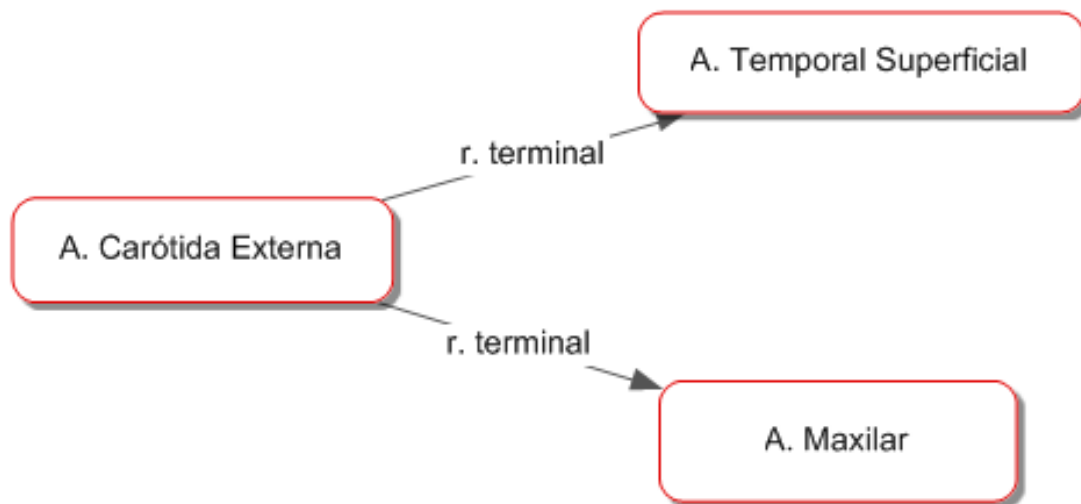 A. Temporal Superficial
r. terminal
A. Carótida Externa
r. terminal
A. Maxilar